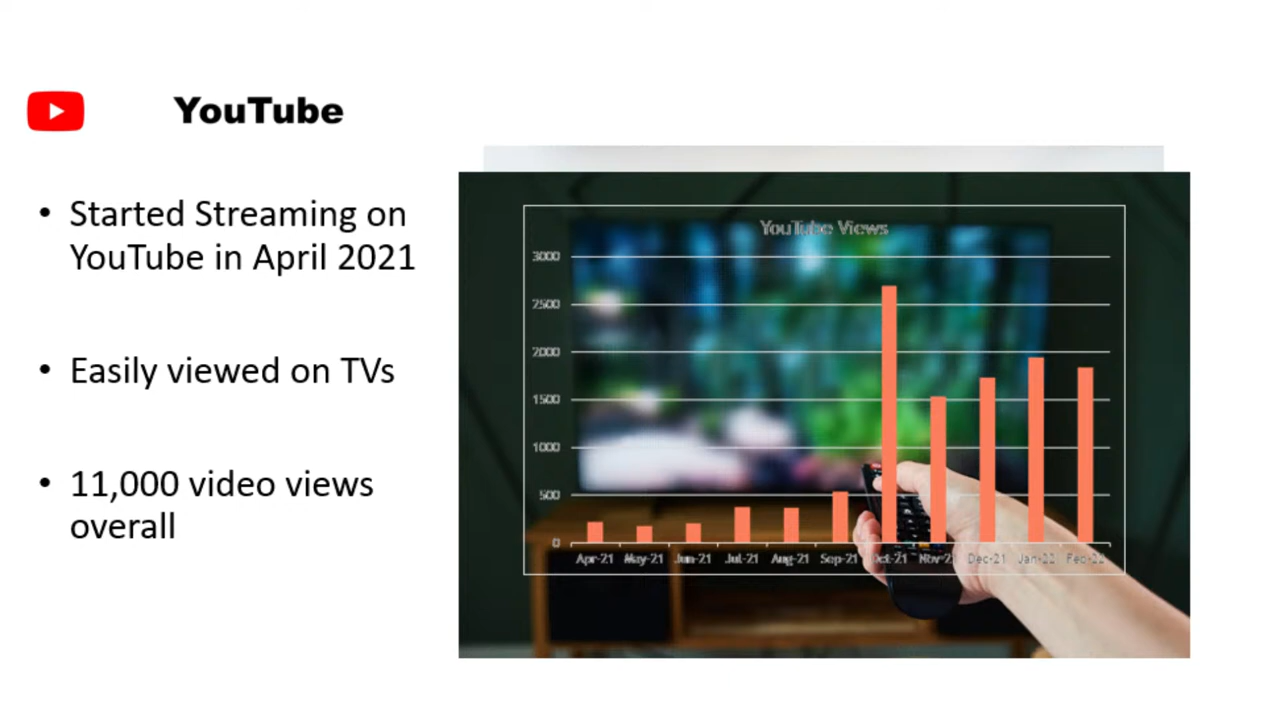 YouTube
• Started Streaming on
YouTube in April 2021
• Easily viewed on TVs
• 11,000 video views
overall
YouTube Views
3000
2500
2000
1500
1000
500
0
Apr-21 May-21 Jun-21 Jul-21 Aug-21 Sep-21 Oct-21 Nov-21 Dec-21 Jan-22 Feb-22